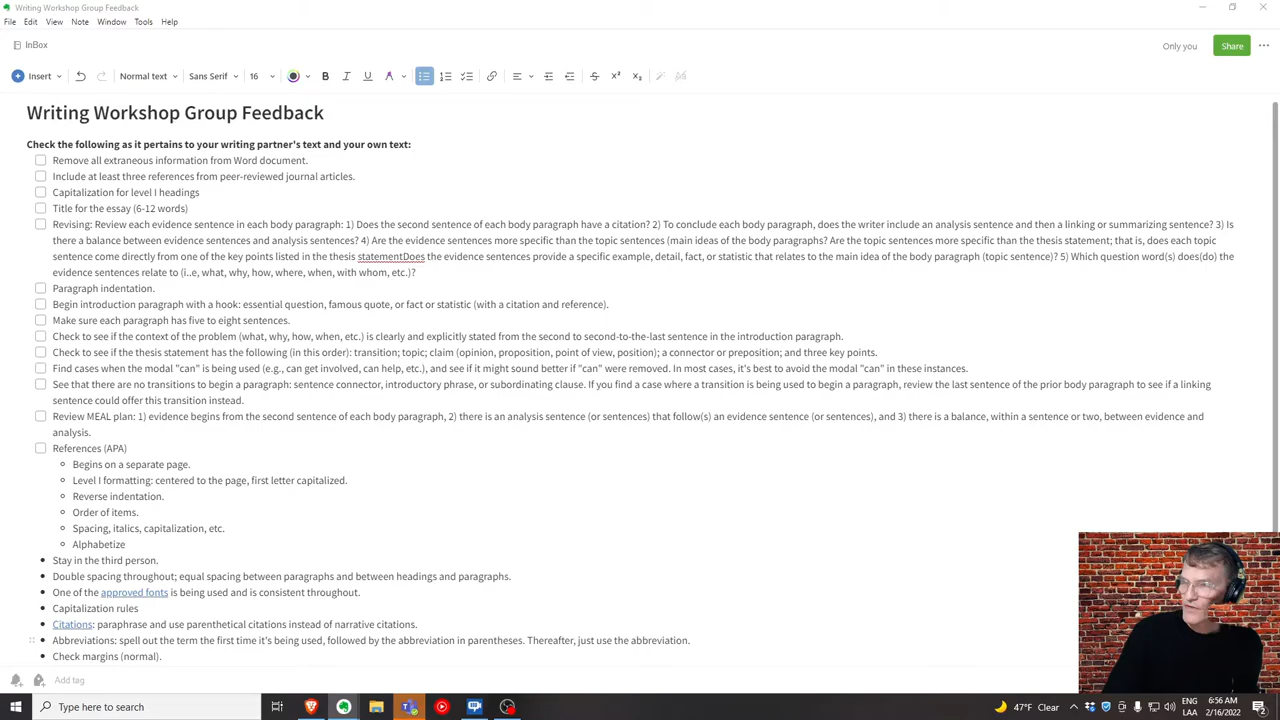 Writing Workshop Group Feedback
File Edit View Note Window Tools Help
InBox
Only you
Share
Insert
Normal text
Sans Serif
16
Writing Workshop Group Feedback
Check the following as it pertains to your writing partner's text and your own text:
Remove all extraneous information from Word document.
Include at least three references from peer-reviewed journal articles.
Capitalization for level I headings
Title for the essay (6-12 words)
Revising: Review each evidence sentence in each body paragraph: 1) Does the second sentence of each body paragraph have a citation? 2) To conclude each body paragraph, does the writer include an analysis sentence and then a linking or summarizing sentence? 3) Is
there a balance between evidence sentences and analysis sentences? 4) Are the evidence sentences more specific than the topic sentences (main ideas of the body paragraphs? Are the topic sentences more specific than the thesis statement; that is, does each topic
sentence come directly from one of the key points listed in the thesis statementDoes the evidence sentences provide a specific example, detail, fact, or statistic that relates to the main idea of the body paragraph (topic sentence)? 5) Which question word(s) does(do) the
evidence sentences relate to (i..e, what, why, how, where, when, with whom, etc.)?
Paragraph indentation.
Begin introduction paragraph with a hook: essential question, famous quote, or fact or statistic (with a citation and reference).
Make sure each paragraph has five to eight sentences.
Check to see if the context of the problem (what, why, how, when, etc.) is clearly and explicitly stated from the second to second-to-the-last sentence in the introduction paragraph.
Check to see if the thesis statement has the following (in this order): transition; topic; claim (opinion, proposition, point of view, position); a connector or preposition; and three key points.
Find cases when the modal "can" is being used (e.g., can get involved, can help, etc.), and see if it might sound better if "can" were removed. In most cases, it's best to avoid the modal "can" in these instances.
See that there are no transitions to begin a paragraph: sentence connector, introductory phrase, or subordinating clause. If you find a case where a transition is being used to begin a paragraph, review the last sentence of the prior body paragraph to see if a linking
sentence could offer this transition instead.
Review MEAL plan: 1) evidence begins from the second sentence of each body paragraph, 2) there is an analysis sentence (or sentences) that follow(s) an evidence sentence (or sentences), and 3) there is a balance, within a sentence or two, between evidence and
analysis.
References (APA)
Begins on a separate page.
Level I formatting: centered to the page, first letter capitalized.
Reverse indentation.
Order of items.
Spacing, italics, capitalization, etc.
Alphabetize
Stay in the third person.
Double spacing throughout; equal spacing between paragraphs and between headings and paragraphs.
One of the approved fonts is being used and is consistent throughout.
Capitalization rules
Citations: paraphrase and use parenthetical citations instead of narrative citations.
Abbreviations: spell out the term the first time it's being used, followed by the abbreviation in parentheses. Thereafter, just use the abbreviation.
Check margins (normal).
Add tag
Type here to search
47°F Clear
ENG
LAA
6:56 AM
2/16/2022